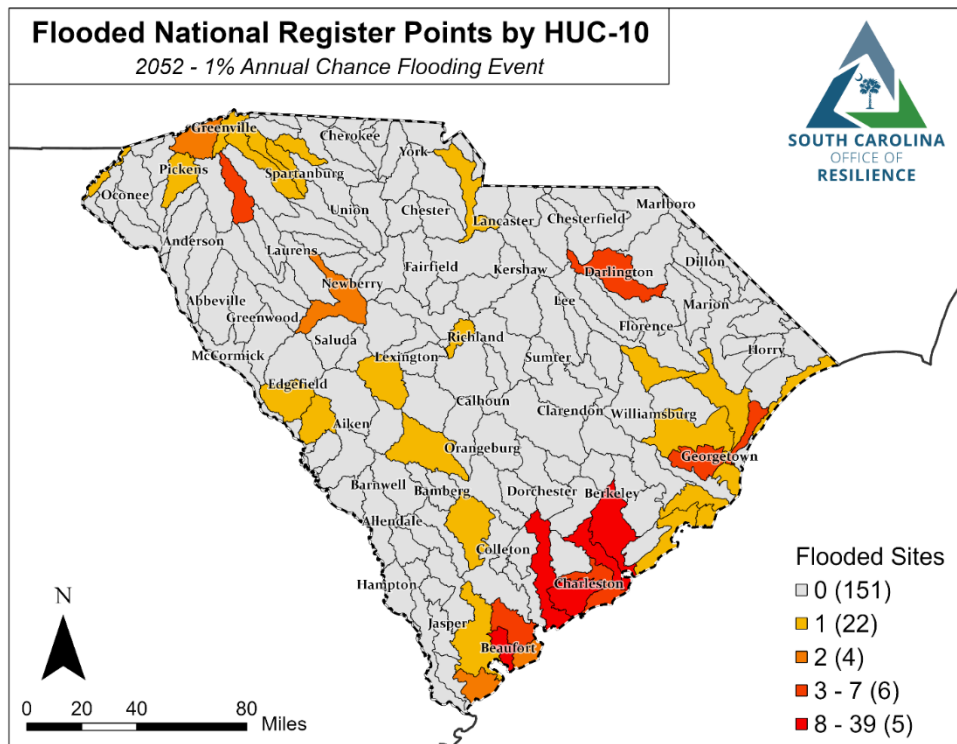 Flooded National Register Points by HUC-10
2052 - 1% Annual Chance Flooding Event
SOUTH CAROLINA
OFFICE OF
RESILIENCE
Greenville
Cherokee
York
Pickens
Spartanburg
Oconee
Union
Chester
Lancaster
Chesterfield
Marlboro
Anderson
Laurens
Fairfield
Kershaw
Darlington
Dillon
Newberry
Abbeville
Greenwood
Lee
Marion
Florence
Saluda
Richland
McCormick
Lexington
Sumter
Horry
Edgefield
Calhoun
Clarendon
Williamsburg
Aiken
Orangeburg
Georgetown
Barnwell
Bamberg
Dorchester
Berkeley
Allendale
Colleton
Hampton
Charleston
Jasper
Beaufort
N
0 20 40 80 Miles
Flooded Sites
0 (151)
1 (22)
2 (4)
3 - 7 (6)
8 - 39 (5)